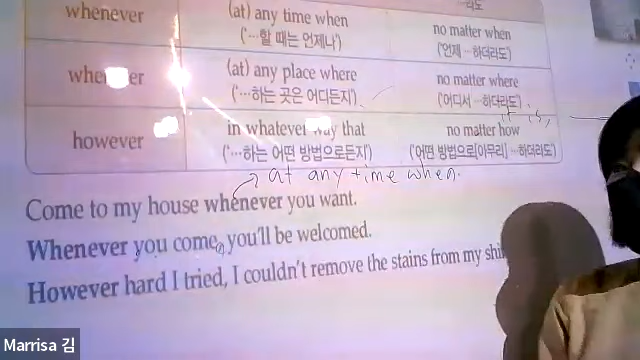 whenever (at) any time when no matter when
('…할 때는 언제나') ('언제 …하더라도')
(at) any place where no matter where
('…하는 곳은 어디든지') ('어디서 …하더라도')
however in whatever way that no matter how
('…하는 어떤 방법으로든지') ('어떤 방법으로[아무리] …하더라도')
at any time when.
Come to my house whenever you want.
Whenever you come, you'll be welcomed.
However hard I tried, I couldn't remove the stains from my
Marrisa 김